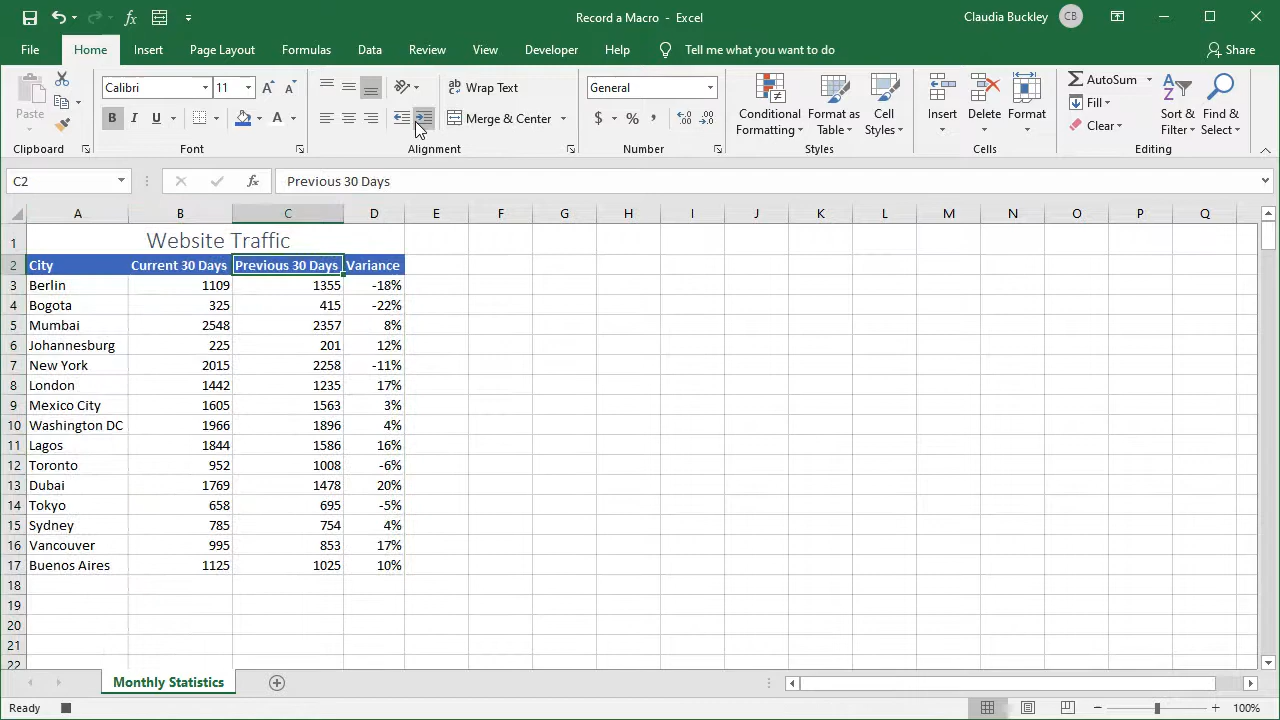 Record a Macro - Excel
Claudia Buckley CB
File Home Insert Page Layout Formulas Data Review View Developer Help Tell me what you want to do Share
Paste
Clipboard
Calibri 11
B I U A A A
Font
Wrap Text
Merge & Center
Alignment
General
$ % ,
Number
Conditional Formatting
Format as Table
Cell Styles
Styles
Insert Delete Format
Cells
AutoSum
Fill
Clear
Sort & Filter
Find & Select
Editing
C2 fx Previous 30 Days
A B C D E F G H I J K L M N O P Q
1 Website Traffic
2 City Current 30 Days Previous 30 Days Variance
3 Berlin 1109 1355 -18%
4 Bogota 325 415 -22%
5 Mumbai 2548 2357 8%
6 Johannesburg 225 201 12%
7 New York 2015 2258 -11%
8 London 1442 1235 17%
9 Mexico City 1605 1563 3%
10 Washington DC 1966 1896 4%
11 Lagos 1844 1586 16%
12 Toronto 952 1008 -6%
13 Dubai 1769 1478 20%
14 Tokyo 658 695 -5%
15 Sydney 785 754 4%
16 Vancouver 995 853 17%
17 Buenos Aires 1125 1025 10%
18
19
20
21
22
Monthly Statistics
Ready 100%